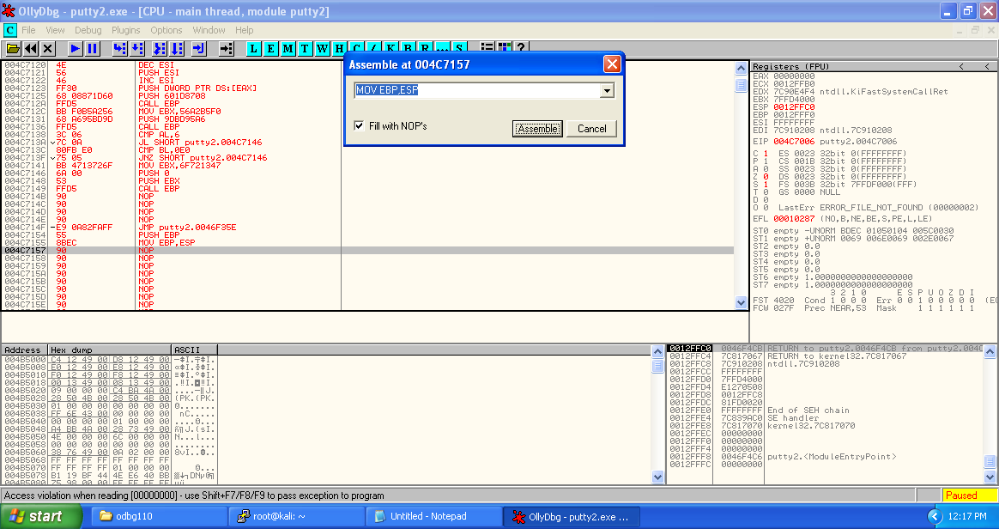 OllyDbg - putty2.exe - [CPU - main thread, module putty2]
C File View Debug Plugins Options Window Help
L E M T W H C / K B R ... S ?
004C7120 4E DEC ESI
004C7121 56 PUSH ESI
004C7122 46 INC ESI
004C7123 FF30 PUSH DWORD PTR DS:[EAX]
004C7125 68 08871D60 PUSH 601D8708
004C712A FFD5 CALL EBP
004C712C BB F0B5A256 MOV EBX,56A2B5F0
004C7131 68 A695BD9D PUSH 9DBD95A6
004C7136 FFD5 CALL EBP
004C7138 3C 06 CMP AL,6
004C713A 7C 0A JL SHORT putty2.004C7146
004C713C 80FB E0 CMP BL,0E0
004C713F 75 05 JNZ SHORT putty2.004C7146
004C7141 BB 4713726F MOV EBX,6F721347
004C7146 6A 00 PUSH 0
004C7148 53 PUSH EBX
004C7149 FFD5 CALL EBP
004C714B 90 NOP
004C714C 90 NOP
004C714D 90 NOP
004C714E 90 NOP
004C714F -E9 0A82FAFF JMP putty2.0046F35E
004C7154 55 PUSH EBP
004C7155 8BEC MOV EBP,ESP
004C7157 90 NOP
004C7158 90 NOP
004C7159 90 NOP
004C715A 90 NOP
004C715B 90 NOP
004C715C 90 NOP
004C715D 90 NOP
004C715E 90 NOP
Assemble at 004C7157
MOV EBP,ESP
Fill with NOP's
Assemble
Cancel
Registers (FPU) < <
EAX 00000000
ECX 0012FFB0
EDX 7C90E4F4 ntdll.KiFastSystemCallRet
EBX 7FFD4000
ESP 0012FFC0
EBP 0012FFF0
ESI FFFFFFFF
EDI 7C910208 ntdll.7C910208
EIP 004C7006 putty2.004C7006
C 1 ES 0023 32bit 0(FFFFFFFF)
P 1 CS 001B 32bit 0(FFFFFFFF)
A 0 SS 0023 32bit 0(FFFFFFFF)
Z 0 DS 0023 32bit 0(FFFFFFFF)
S 1 FS 003B 32bit 7FFDF000(FFF)
T 0 GS 0000 NULL
D 0
O 0 LastErr ERROR_FILE_NOT_FOUND (00000002)
EFL 00010287 (NO,B,NE,BE,S,PE,L,LE)
ST0 empty -UNORM BDEC 01050104 005C0030
ST1 empty +UNORM 0069 006E0069 002E0067
ST2 empty 0.0
ST3 empty 0.0
ST4 empty 0.0
ST5 empty 0.0
ST6 empty 1.0000000000000000000
ST7 empty 1.0000000000000000000
3 2 1 0 E S P U O Z D I
FST 4020 Cond 1 0 0 0 Err 0 0 1 0 0 0 0 0
FCW 027F Prec NEAR,53 Mask 1 1 1 1 1 1
Address Hex dump ASCII
004B5000 C4 12 49 00 D8 12 49 00
004B5008 E0 12 49 00 E8 12 49 00
004B5010 F0 12 49 00 F8 12 49 00
004B5018 00 13 49 00 08 13 49 00
004B5020 09 00 00 00 C4 BA 4A 00
004B5028 28 50 4B 00 28 50 4B 00 (PK.(PK.
004B5030 01 00 00 00 00 00 00 00
004B5038 FF 6E 43 00 00 00 00 00
004B5040 00 00 00 00 01 00 00 00
004B5048 A4 BB 4A 00 28 73 49 00
004B5050 4E 00 00 00 6C 00 00 00 N...l...
004B5058 00 00 00 00 00 00 00 00 ........
004B5060 38 76 49 00 0A 02 00 00
004B5068 FF FF FF FF FF FF FF FF
004B5070 FF FF FF FF 01 00 00 00
004B5078 B1 19 BF 44 4E E6 40 BB
0012FFC0 0046F4CB RETURN to putty2.0046F4CB from putty2.004C
0012FFC4 7C817067 RETURN to kernel32.7C817067
0012FFC8 7C910208 ntdll.7C910208
0012FFCC FFFFFFFF
0012FFD0 7FFD4000
0012FFD4 E1270508
0012FFD8 0012FFC8
0012FFDC 81FD0020
0012FFE0 FFFFFFFF End of SEH chain
0012FFE4 7C839AC0 SE handler
0012FFE8 7C817070 kernel32.7C817070
0012FFEC 00000000
0012FFF0 00000000
0012FFF4 00000000
0012FFF8 0046F4C6 putty2.<ModuleEntryPoint>
0012FFFC 00000000
Access violation when reading [00000000] - use Shift+F7/F8/F9 to pass exception to program
Paused
start
odbg110
root@kali: ~
Untitled - Notepad
OllyDbg - putty2.exe ...
12:17 PM